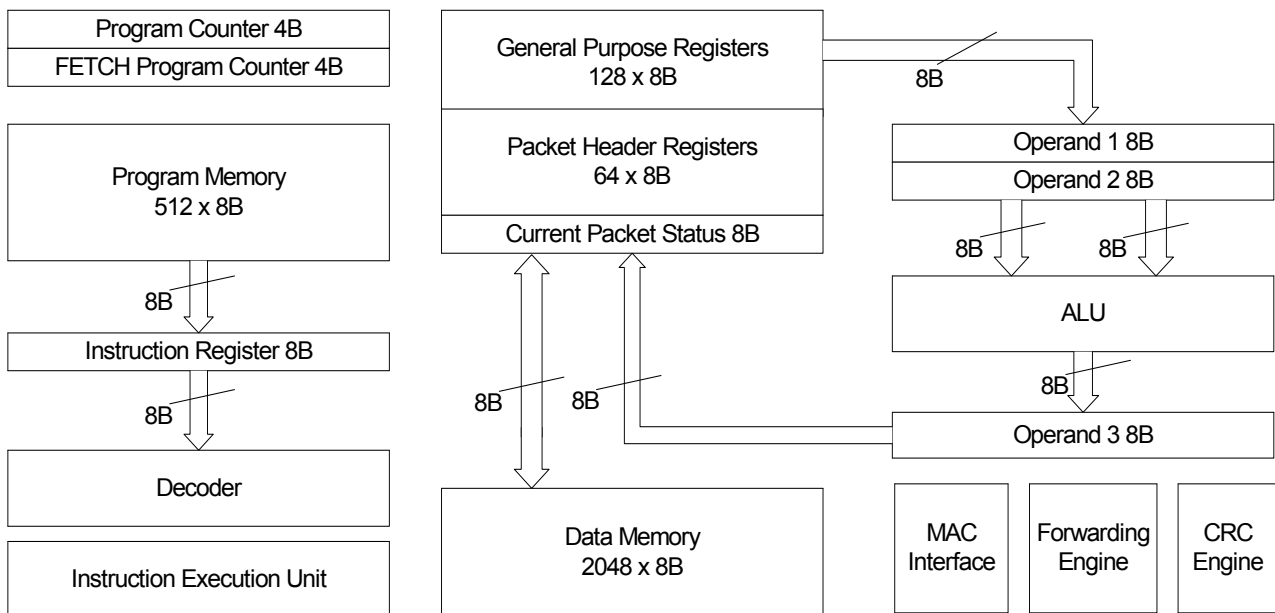 Program Counter 4B
FETCH Program Counter 4B
Program Memory
512 x 8B
8B
Instruction Register 8B
8B
Decoder
Instruction Execution Unit
General Purpose Registers
128 x 8B
Packet Header Registers
64 x 8B
Current Packet Status 8B
8B
8B
Data Memory
2048 x 8B
8B
Operand 1 8B
Operand 2 8B
8B
8B
ALU
8B
Operand 3 8B
MAC
Interface
Forwarding
Engine
CRC
Engine